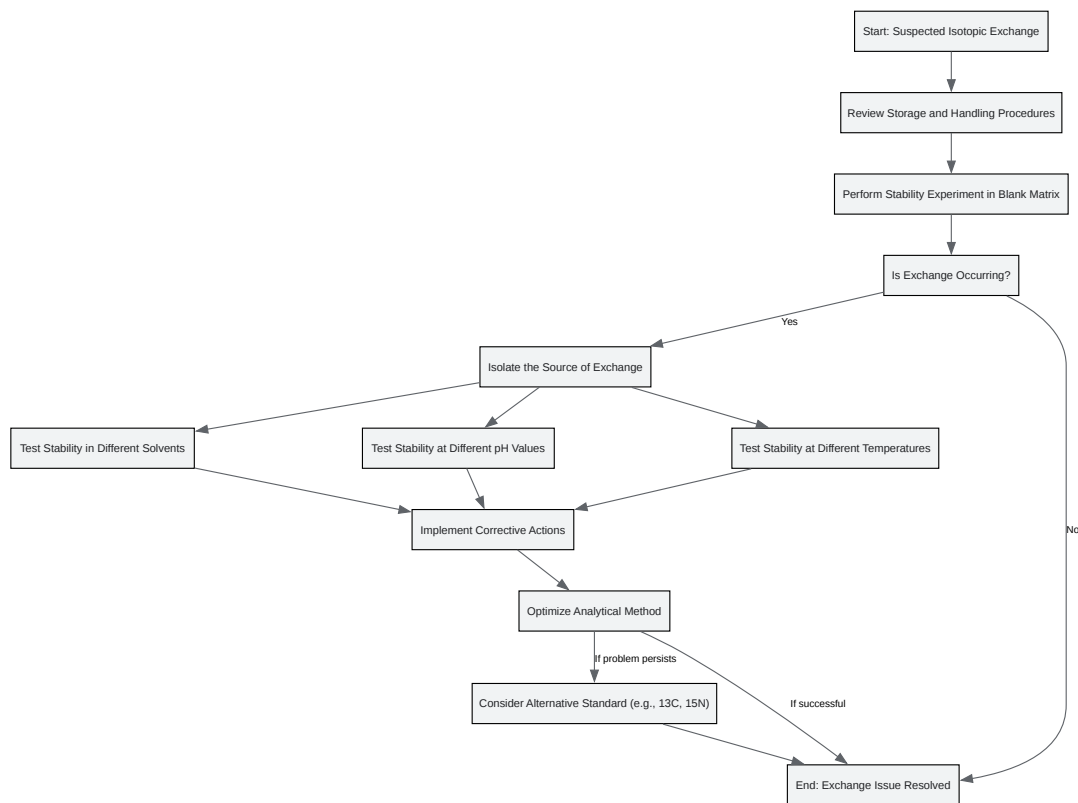 Start: Suspected Isotopic Exchange
Review Storage and Handling Procedures
Perform Stability Experiment in Blank Matrix
Is Exchange Occurring?
Yes
Isolate the Source of Exchange
Test Stability in Different Solvents
Test Stability at Different pH Values
Test Stability at Different Temperatures
No
Implement Corrective Actions
Optimize Analytical Method
If problem persists
Consider Alternative Standard (e.g., 13C, 15N)
If successful
End: Exchange Issue Resolved